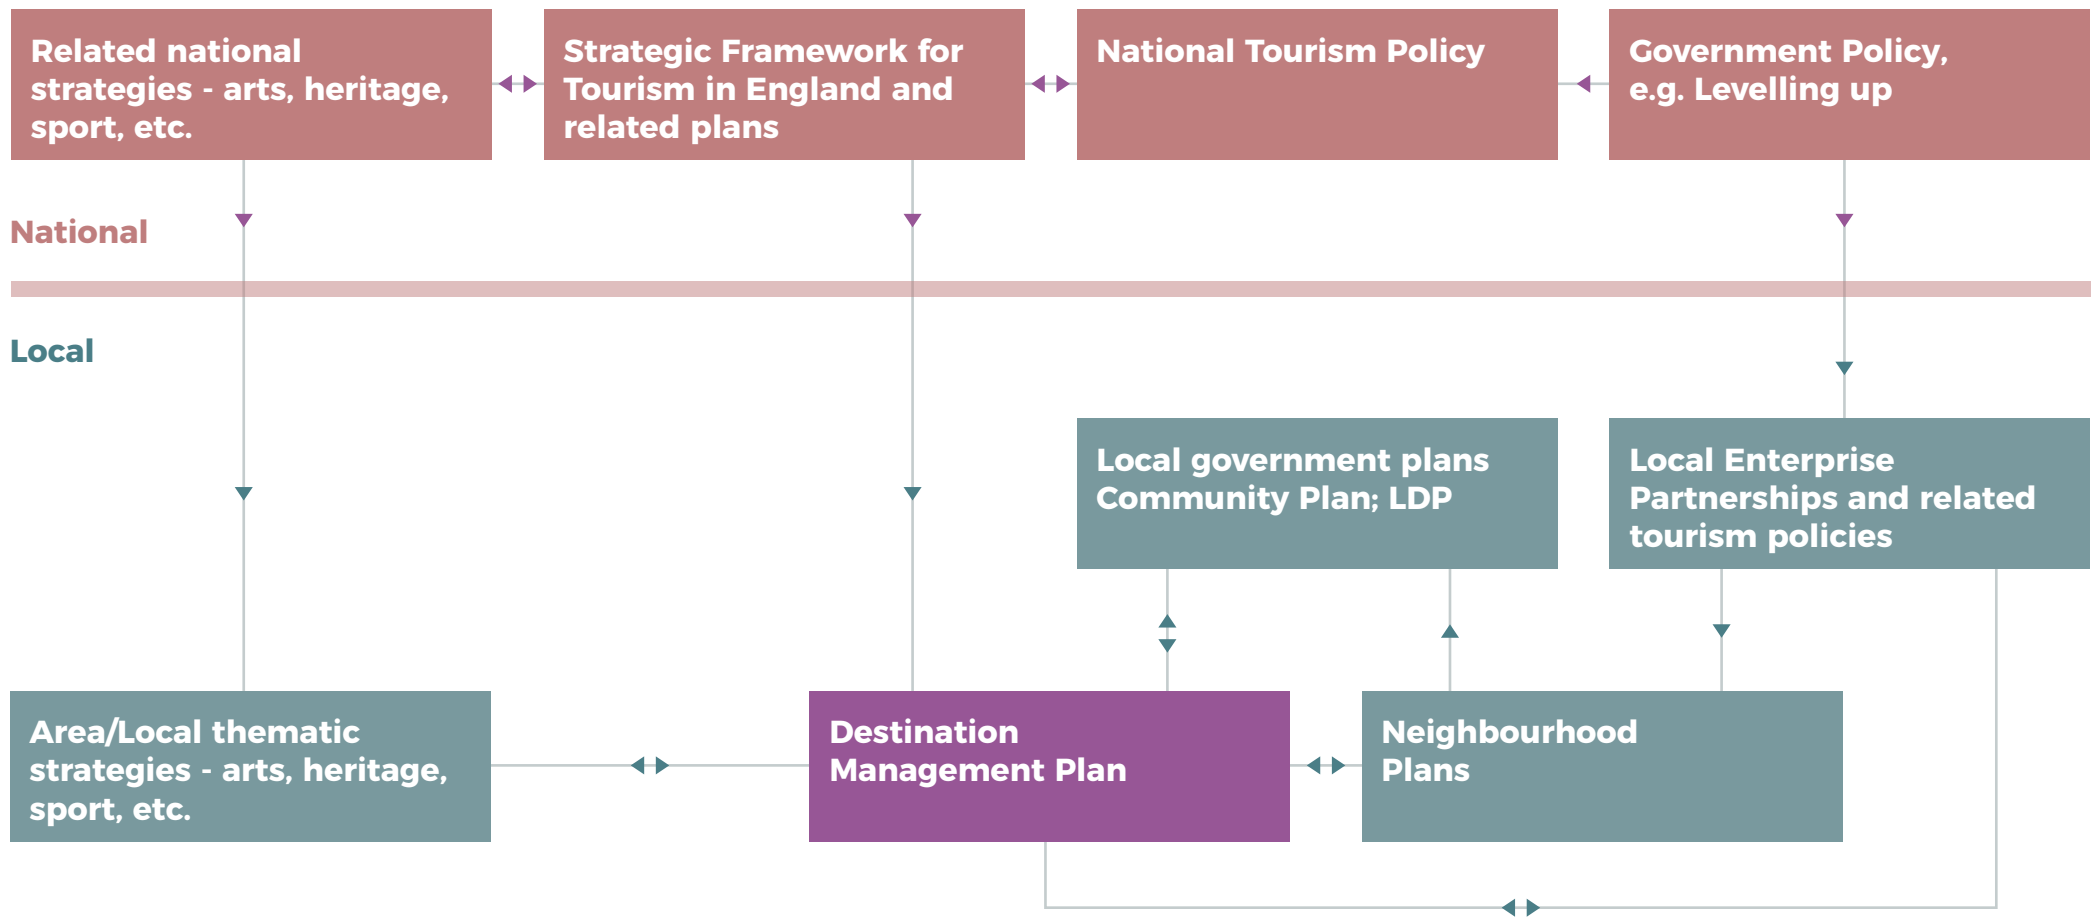 Related national
strategies - arts, heritage,
sport, etc.
Strategic Framework for
Tourism in England and
related plans
National Tourism Policy
Government Policy,
e.g. Levelling up
National
Local
Local government plans
Community Plan; LDP
Local Enterprise
Partnerships and related
tourism policies
Area/Local thematic
strategies - arts, heritage,
sport, etc.
Destination
Management Plan
Neighbourhood
Plans